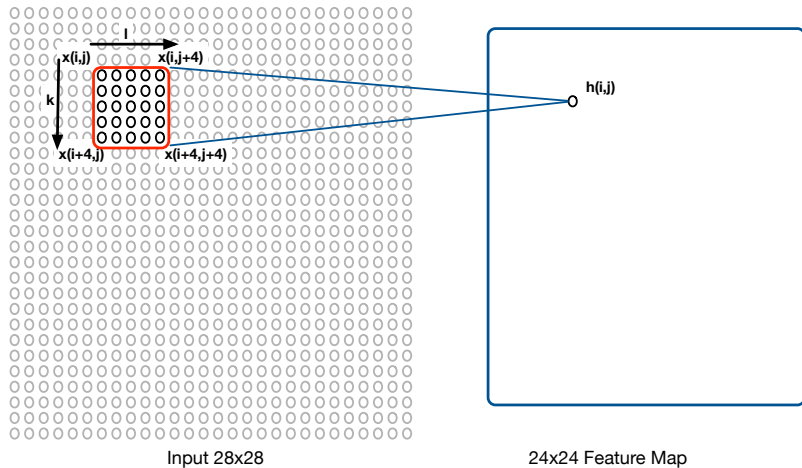 l
x(i,j)
x(i,j+4)
k
h(i,j)
x(i+4,j)
x(i+4,j+4)
Input 28x28
24x24 Feature Map